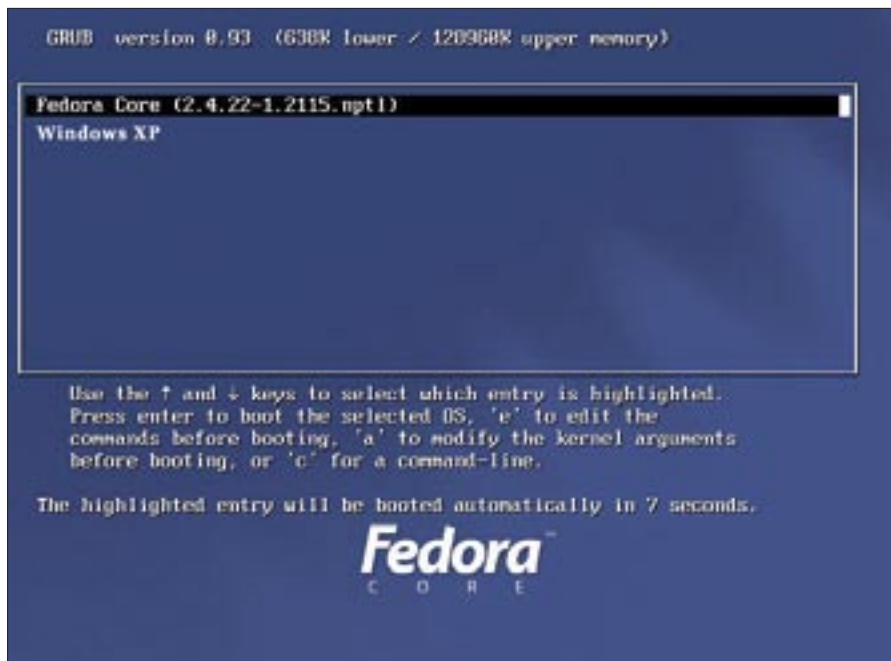 GRUB version 0.93 (638K lower / 120960K upper memory)
Fedora Core (2.4.22-1.2115.nptl)
Windows XP
Use the ↑ and ↓ keys to select which entry is highlighted.
Press enter to boot the selected OS, 'e' to edit the
commands before booting, 'a' to modify the kernel arguments
before booting, or 'c' for a command-line.
The highlighted entry will be booted automatically in 7 seconds.
Fedora™
CORE